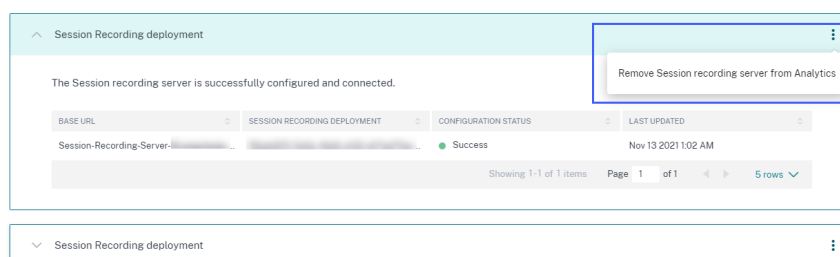 Session Recording deployment
Remove Session recording server from Analytics
The Session recording server is successfully configured and connected.
BASE URL SESSION RECORDING DEPLOYMENT CONFIGURATION STATUS LAST UPDATED
Session-Recording-Server- .. .. Success Nov 13 2021 1:02 AM
Showing 1-1 of 1 items Page 1 of 1 5 rows
Session Recording deployment